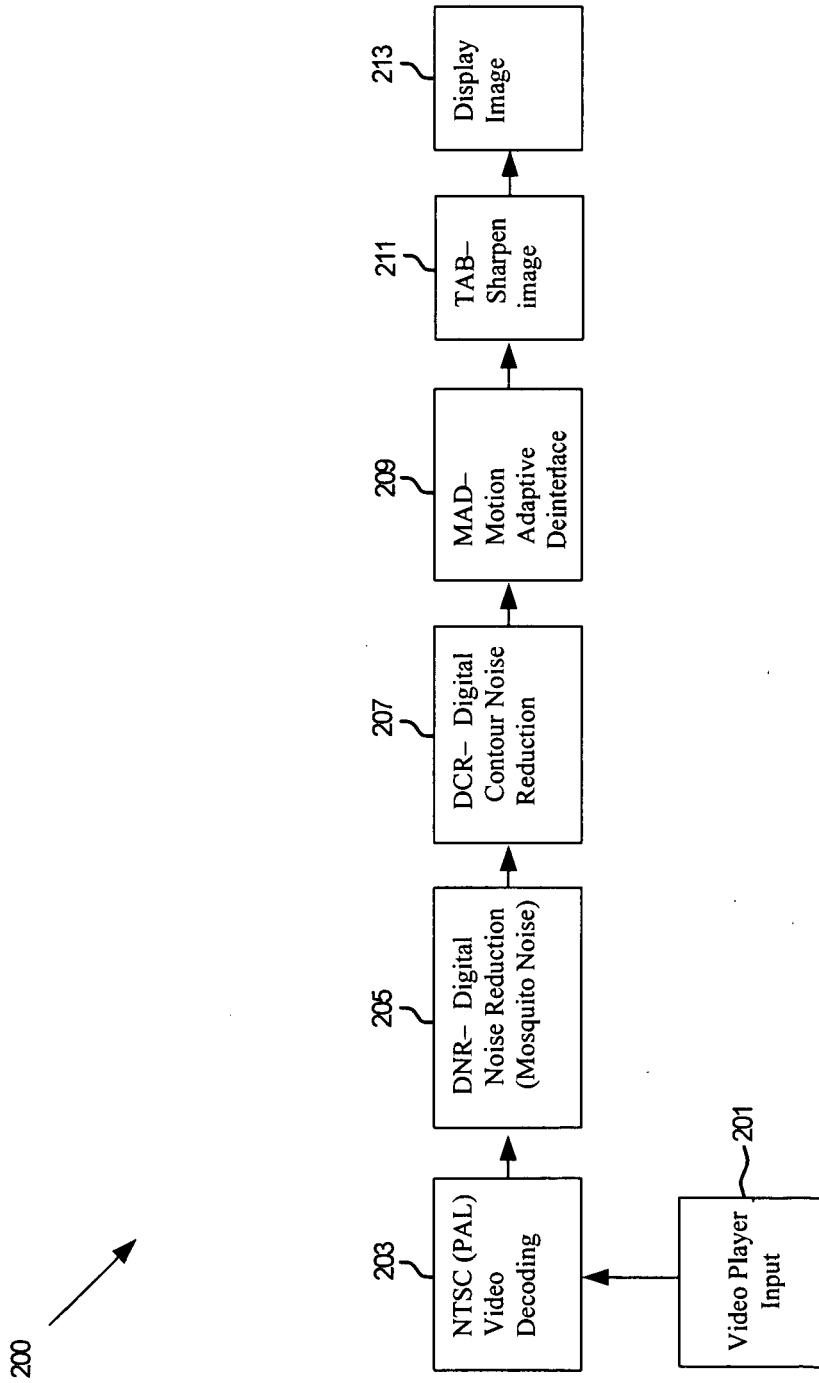 200
201
Video Player
Input
203
NTSC (PAL)
Video
Decoding
205
DNR– Digital
Noise Reduction
(Mosquito Noise)
207
DCR– Digital
Contour Noise
Reduction
209
MAD–
Motion
Adaptive
Deinterlace
211
TAB–
Sharpen
image
213
Display
Image